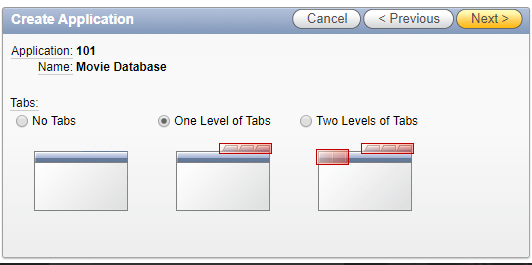 Create Application
Cancel
< Previous
Next >
Application: 101
Name: Movie Database
Tabs:
No Tabs
One Level of Tabs
Two Levels of Tabs